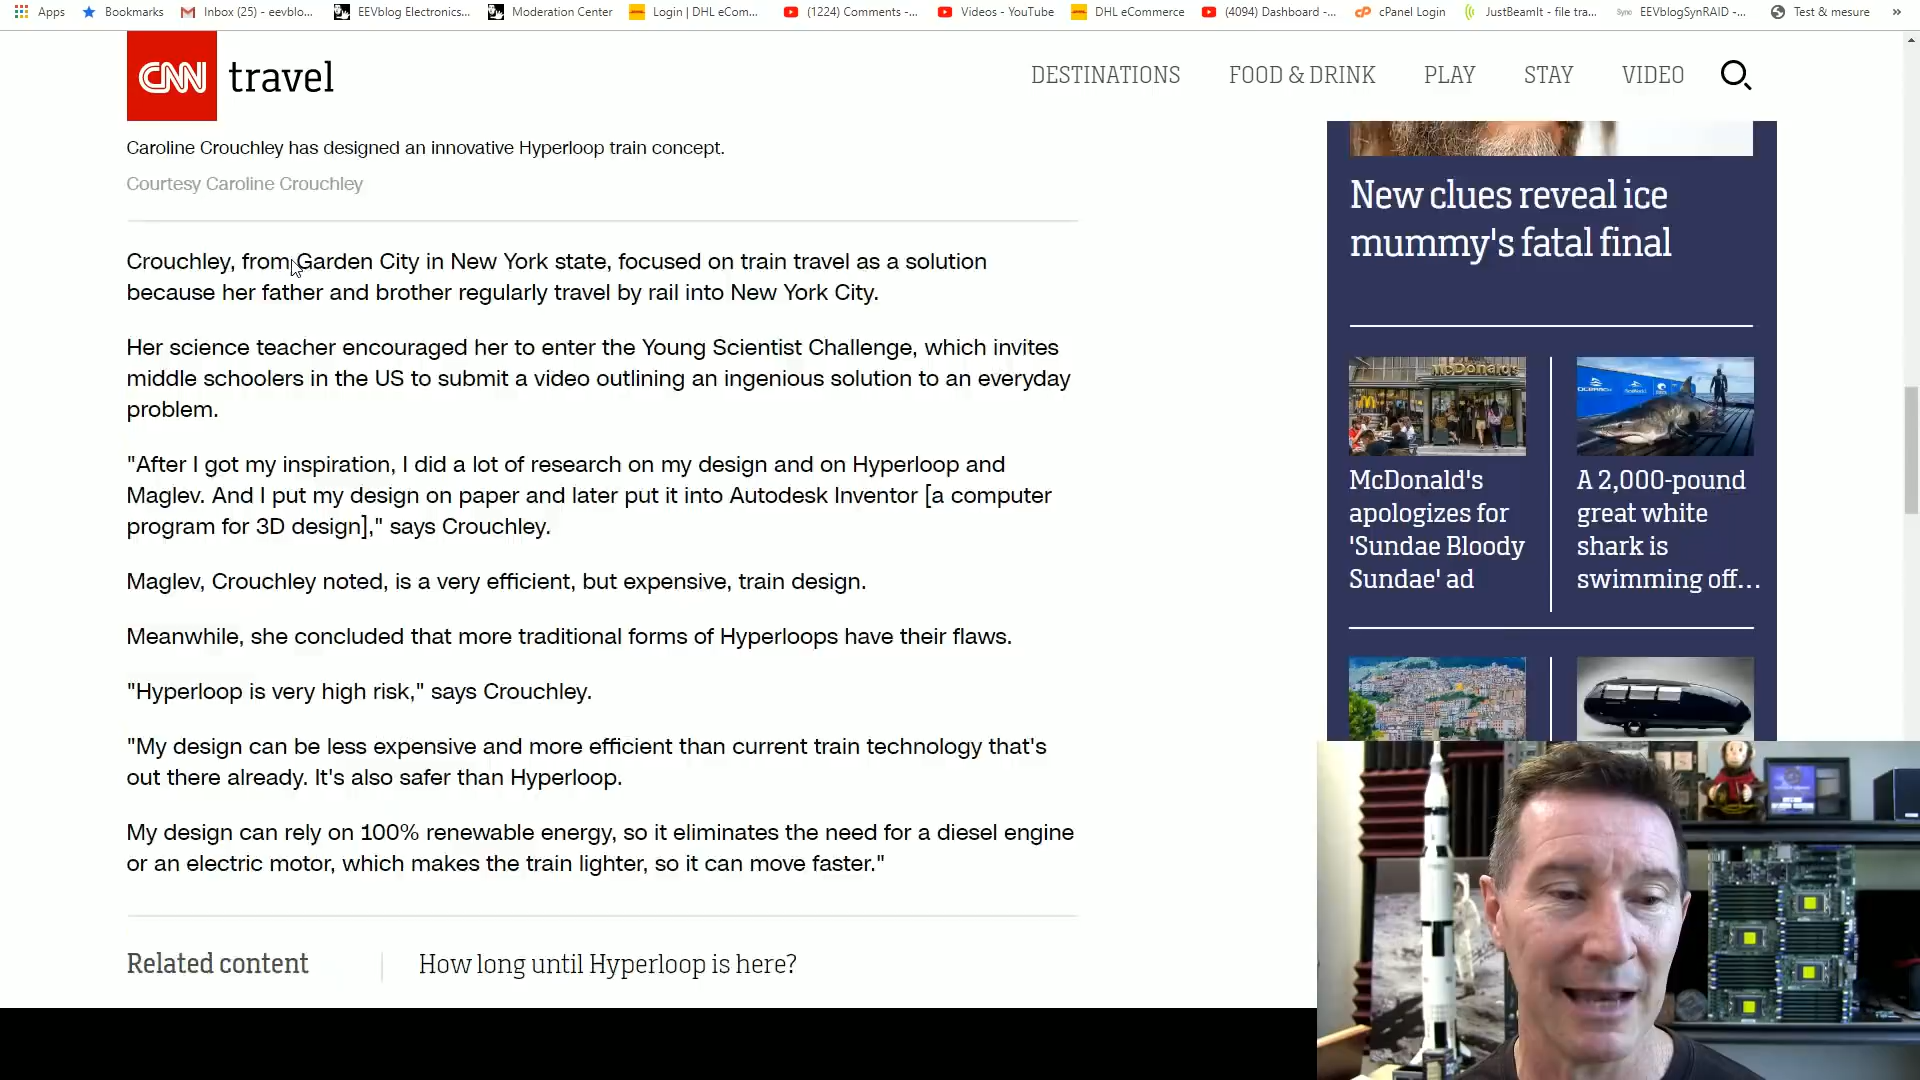 Apps
Bookmarks
Inbox (25) - eevblo...
EEVblog Electronics...
Moderation Center
Login | DHL eCom...
(1224) Comments -...
Videos - YouTube
DHL eCommerce
(4094) Dashboard -...
cPanel Login
JustBeamIt - file tra...
Syno EEVblogSynRAID -...
Test & mesure
»
CNN travel
DESTINATIONS
FOOD & DRINK
PLAY
STAY
VIDEO
Caroline Crouchley has designed an innovative Hyperloop train concept.
Courtesy Caroline Crouchley
Crouchley, from Garden City in New York state, focused on train travel as a solution
because her father and brother regularly travel by rail into New York City.
Her science teacher encouraged her to enter the Young Scientist Challenge, which invites
middle schoolers in the US to submit a video outlining an ingenious solution to an everyday
problem.
"After I got my inspiration, I did a lot of research on my design and on Hyperloop and
Maglev. And I put my design on paper and later put it into Autodesk Inventor [a computer
program for 3D design]," says Crouchley.
Maglev, Crouchley noted, is a very efficient, but expensive, train design.
Meanwhile, she concluded that more traditional forms of Hyperloops have their flaws.
"Hyperloop is very high risk," says Crouchley.
"My design can be less expensive and more efficient than current train technology that's
out there already. It's also safer than Hyperloop.
My design can rely on 100% renewable energy, so it eliminates the need for a diesel engine
or an electric motor, which makes the train lighter, so it can move faster."
Related content
How long until Hyperloop is here?
New clues reveal ice
mummy's fatal final
McDonald's
McDonald's
apologizes for
'Sundae Bloody
Sundae' ad
OCEARCH
A 2,000-pound
great white
shark is
swimming off...